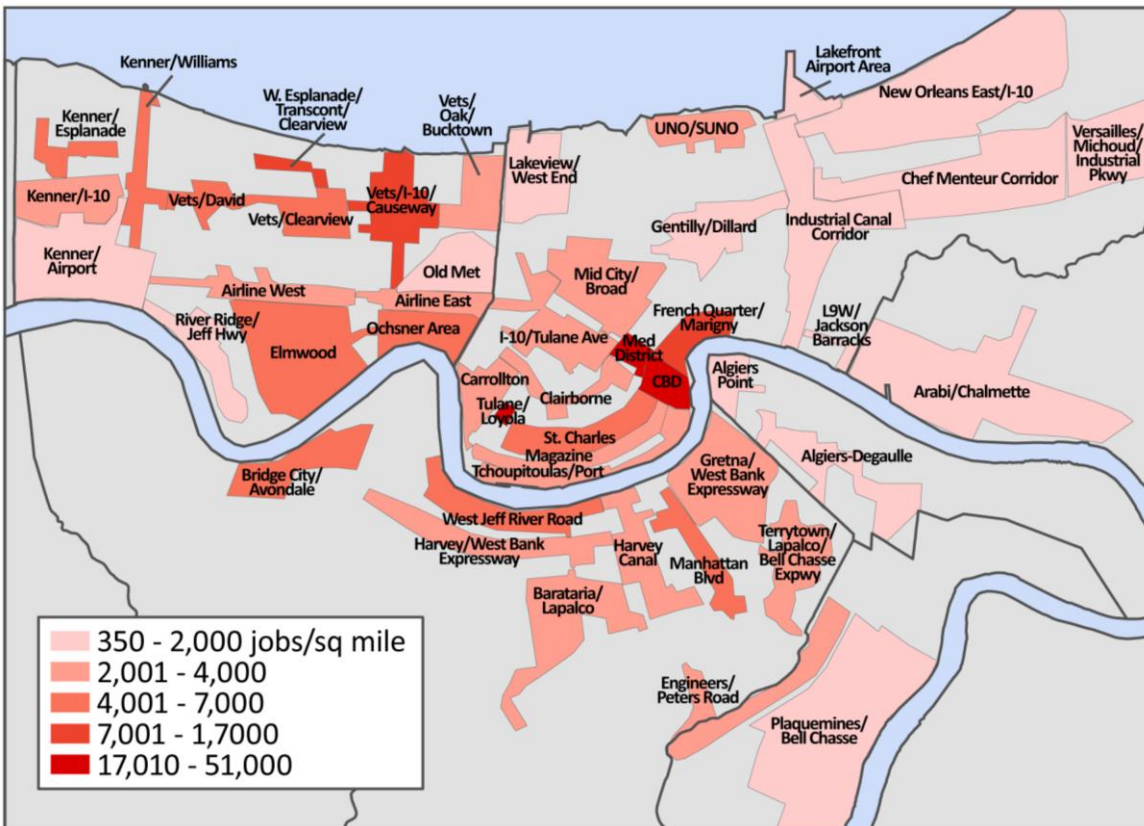 Kenner/Williams
Lakefront
Airport Area
New Orleans East/I-10
Kenner/
Esplanade
W. Esplanade/
Transcont/
Clearview
Vets/
Oak/
Bucktown
UNO/SUNO
Versailles/
Michoud/
Industrial
Pkwy
Lakeview/
West End
Kenner/I-10
Vets/David
Vets/Clearview
Vets/I-10/
Causeway
Chef Menteur Corridor
Gentilly/Dillard
Industrial Canal
Corridor
Kenner/
Airport
Old Met
Mid City/
Broad
Airline West
Airline East
French Quarter/
Marigny
L9W/
Jackson
Barracks
River Ridge/
Jeff Hwy
Elmwood
Ochsner Area
I-10/Tulane Ave
Med
District
CBD
Algiers
Point
Arabi/Chalmette
Carrollton
Tulane/
Loyola
Clairborne
St. Charles
Magazine
Tchoupitoulas/Port
Bridge City/
Avondale
Gretna/
West Bank
Expressway
Algiers-Degaulle
West Jeff River Road
Harvey/West Bank
Expressway
Harvey
Canal
Manhattan
Blvd
Terrytown/
Lapalco/
Bell Chasse
Expwy
Barataria/
Lapalco
Engineers/
Peters Road
Plaquemines/
Bell Chasse
350 - 2,000 jobs/sq mile
2,001 - 4,000
4,001 - 7,000
7,001 - 1,7000
17,010 - 51,000